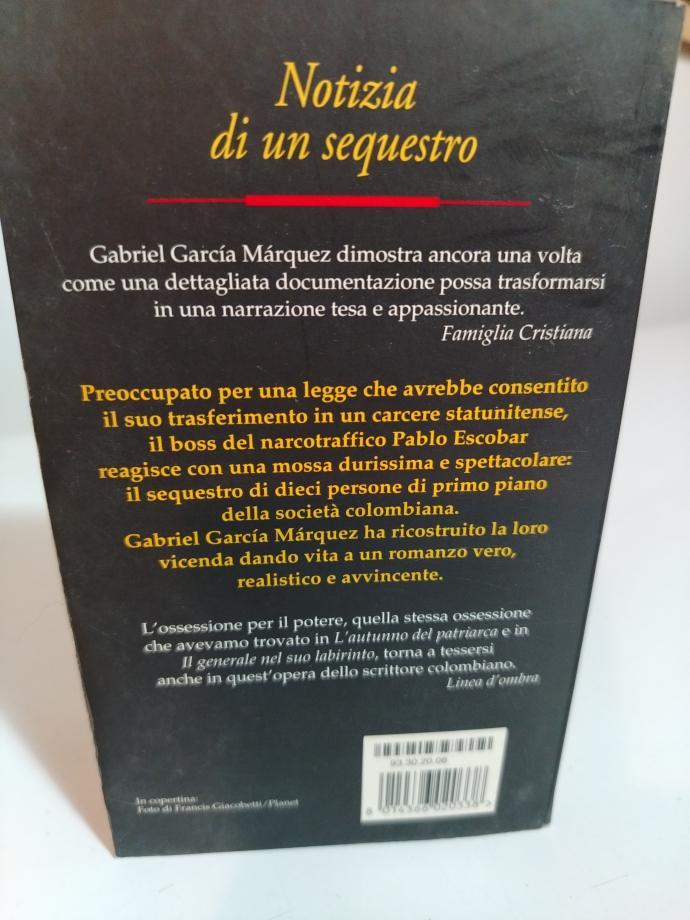 Notizia
di un sequestro
Gabriel García Márquez dimostra ancora una volta
come una dettagliata documentazione possa trasformarsi
in una narrazione tesa e appassionante.
Famiglia Cristiana
Preoccupato per una legge che avrebbe consentito
il suo trasferimento in un carcere statunitense,
il boss del narcotraffico Pablo Escobar
reagisce con una mossa durissima e spettacolare:
il sequestro di dieci persone di primo piano
della società colombiana.
Gabriel García Márquez ha ricostruito la loro
vicenda dando vita a un romanzo vero,
realistico e avvincente.
L'ossessione per il potere, quella stessa ossessione
che avevamo trovato in L'autunno del patriarca e in
Il generale nel suo labirinto, torna a tessersi
anche in quest'opera dello scrittore colombiano.
Linea d'ombra
93.30.20.08
In copertina:
Foto di Francis Giacobetti/Planet